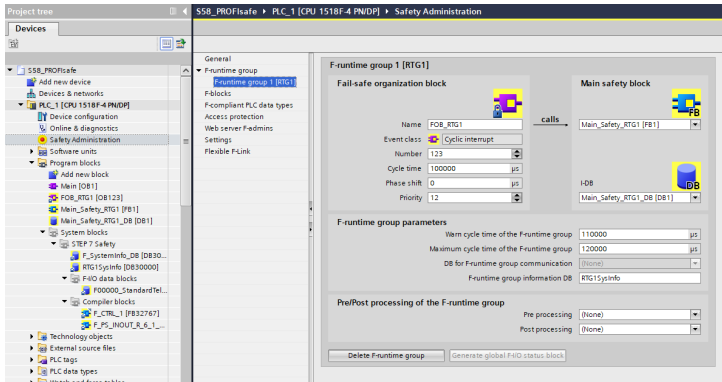 Project tree
S58_PROFIsafe ▸ PLC_1 [CPU 1518F-4 PN/DP] ▸ Safety Administration
Devices
S58_PROFIsafe
Add new device
Devices & networks
PLC_1 [CPU 1518F-4 PN/DP]
Device configuration
Online & diagnostics
Safety Administration
Software units
Program blocks
Add new block
Main [OB1]
FOB_RTG1 [OB123]
Main_Safety_RTG1 [FB1]
Main_Safety_RTG1_DB [DB1]
System blocks
STEP 7 Safety
F_SystemInfo_DB [DB30...
RTG1SysInfo [DB30000]
F-I/O data blocks
F00000_StandardTel...
Compiler blocks
F_CTRL_1 [FB32767]
F_PS_INOUT_R_6_1_...
Technology objects
External source files
PLC tags
PLC data types
Watch and force tables
General
F-runtime group
F-runtime group 1 [RTG1]
F-blocks
F-compliant PLC data types
Access protection
Web server F-admins
Settings
Flexible F-Link
F-runtime group 1 [RTG1]
Fail-safe organization block
Main safety block
FB
Name FOB_RTG1
calls
Main_Safety_RTG1 [FB1]
Event class Cyclic interrupt
Number 123
Cycle time 100000 µs
Phase shift 0 µs
I-DB
DB
Priority 12
Main_Safety_RTG1_DB [DB1]
F-runtime group parameters
Warn cycle time of the F-runtime group 110000 µs
Maximum cycle time of the F-runtime group 120000 µs
DB for F-runtime group communication (None)
F-runtime group information DB RTG1SysInfo
Pre/Post processing of the F-runtime group
Pre processing (None)
Post processing (None)
Delete F-runtime group Generate global F-I/O status block